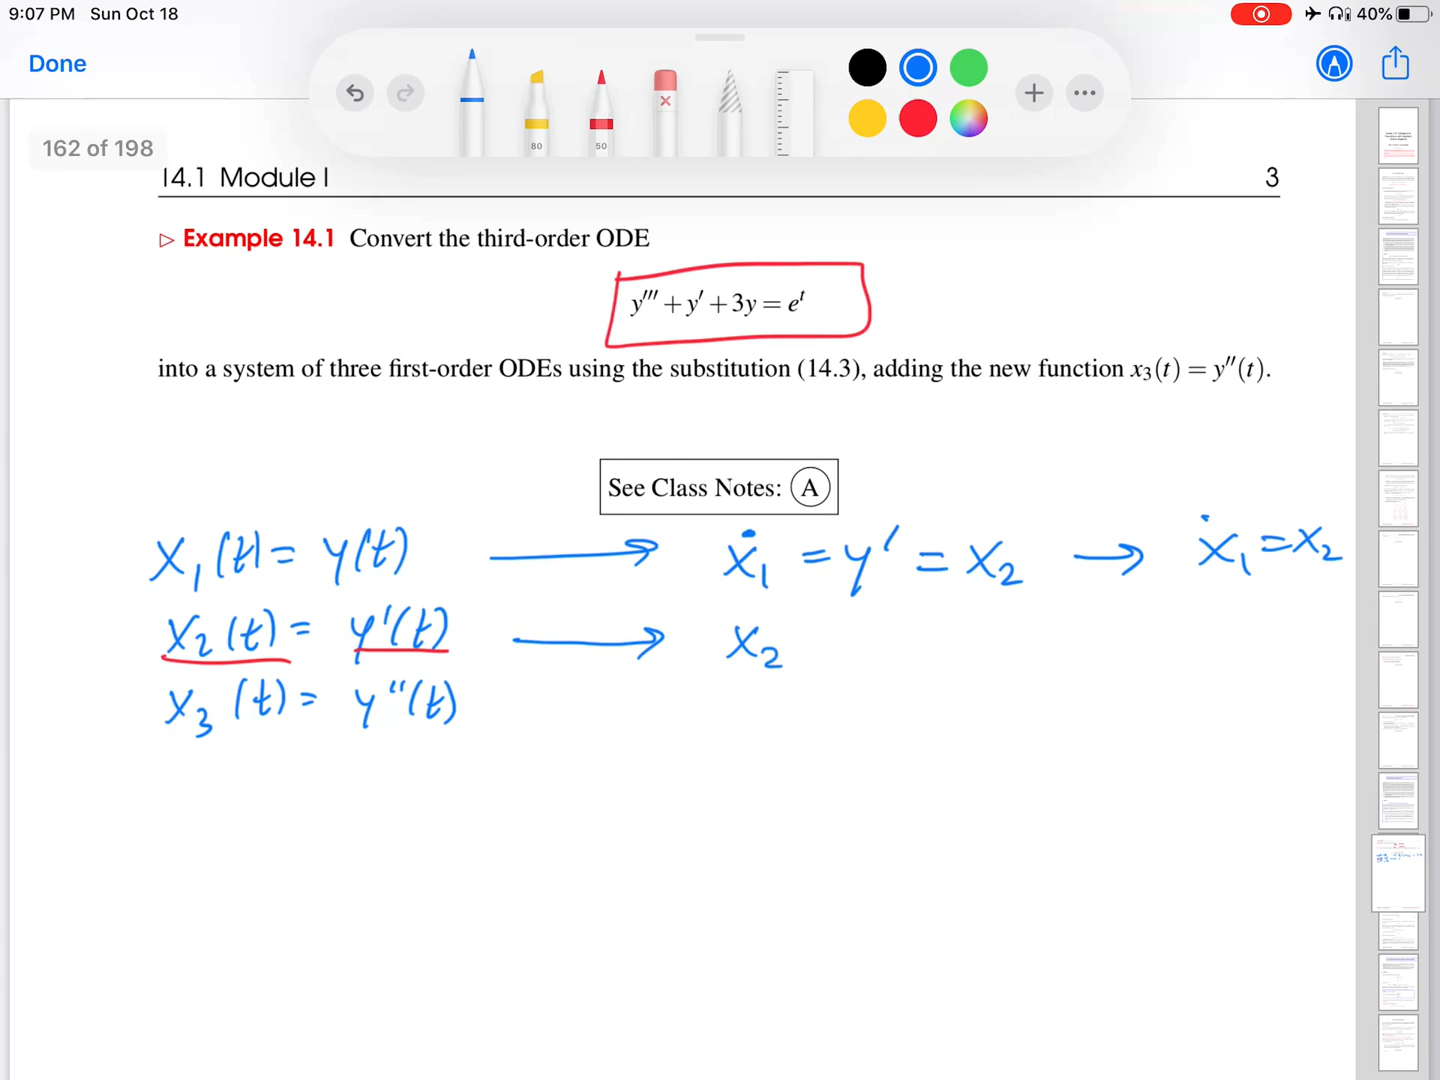 9:07 PM Sun Oct 18
40%
Done
80
50
162 of 198
14.1 Module I 3
▷ Example 14.1 Convert the third-order ODE
y''' + y' + 3y = e^t
into a system of three first-order ODEs using the substitution (14.3), adding the new function x₃(t) = y''(t).
See Class Notes: Ⓐ
x₁(t) = y(t) → ẋ₁ = y' = x₂ → ẋ₁ = x₂
x₂(t) = y'(t) → x₂
x₃(t) = y''(t)